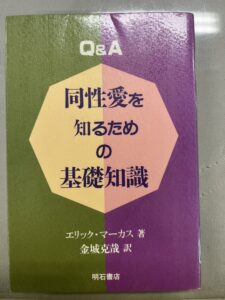 Q&A
同性愛を
知るため
の
基礎知識
エリック・マーカス 著
金城克哉 訳
明石書店